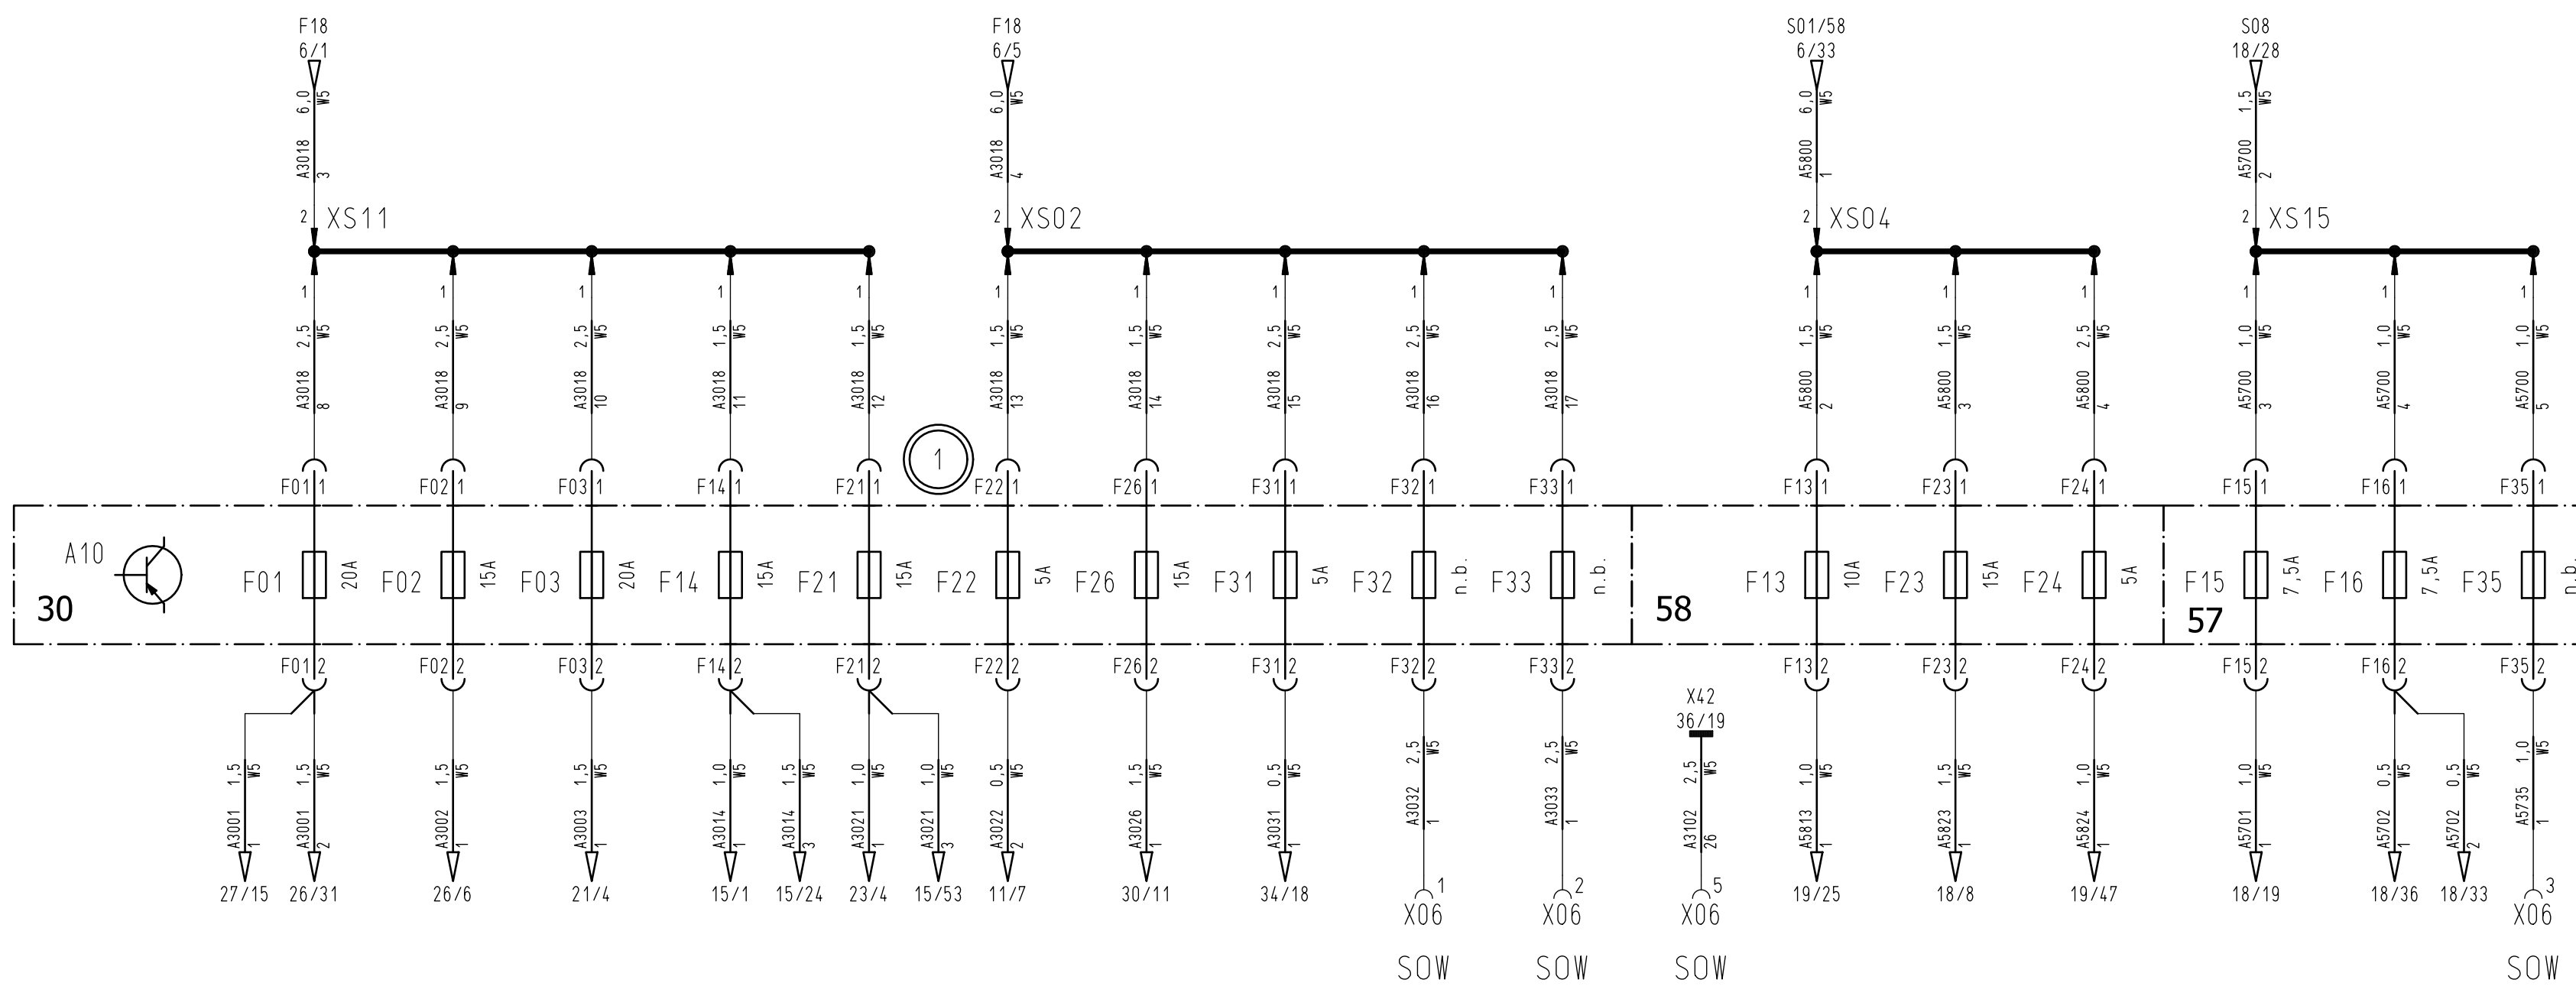 F18 F18 S01/58 S08
6/1 6/5 6/33 18/28
6,0 W5 6,0 W5 6,0 W5 1,5 W5
A3018 3 A3018 4 A5800 1 A5700 2
2 XS11 2 XS02 2 XS04 2 XS15
1 1 1 1 1 1 1 1 1 1 1 1 1 1 1 1
2,5 W5 2,5 W5 2,5 W5 1,5 W5 1,5 W5 1,5 W5 1,5 W5 2,5 W5 2,5 W5 2,5 W5 1,5 W5 1,5 W5 2,5 W5 1,0 W5 1,0 W5 1,0 W5
A3018 8 A3018 9 A3018 10 A3018 11 A3018 12 A3018 13 A3018 14 A3018 15 A3018 16 A3018 17 A5800 2 A5800 3 A5800 4 A5700 3 A5700 4 A5700 5
1
F01 1 F02 1 F03 1 F14 1 F21 1 F22 1 F26 1 F31 1 F32 1 F33 1 F13 1 F23 1 F24 1 F15 1 F16 1 F35 1
A10
F01 20A F02 15A F03 20A F14 15A F21 15A F22 5A F26 15A F31 5A F32 n.b. F33 n.b. F13 10A F23 15A F24 5A F15 7,5A F16 7,5A F35 n.b.
30 58 57
F01 2 F02 2 F03 2 F14 2 F21 2 F22 2 F26 2 F31 2 F32 2 F33 2 F13 2 F23 2 F24 2 F15 2 F16 2 F35 2
X42
36/19
1,5 W5 1,5 W5 1,5 W5 1,5 W5 1,0 W5 1,5 W5 1,0 W5 1,0 W5 0,5 W5 1,5 W5 0,5 W5 2,5 W5 2,5 W5 2,5 W5 1,0 W5 1,5 W5 1,0 W5 1,0 W5 0,5 W5 0,5 W5 1,0 W5
A3001 1 A3001 2 A3002 1 A3003 1 A3014 1 A3014 3 A3021 1 A3021 3 A3022 2 A3026 1 A3031 1 A3032 1 A3033 1 A3102 26 A5813 1 A5823 1 A5824 1 A5701 1 A5702 1 A5702 2 A5735 1
27/15 26/31 26/6 21/4 15/1 15/24 23/4 15/53 11/7 30/11 34/18 1 2 5 19/25 18/8 19/47 18/19 18/36 18/33 3
X06 X06 X06 X06
SOW SOW SOW SOW